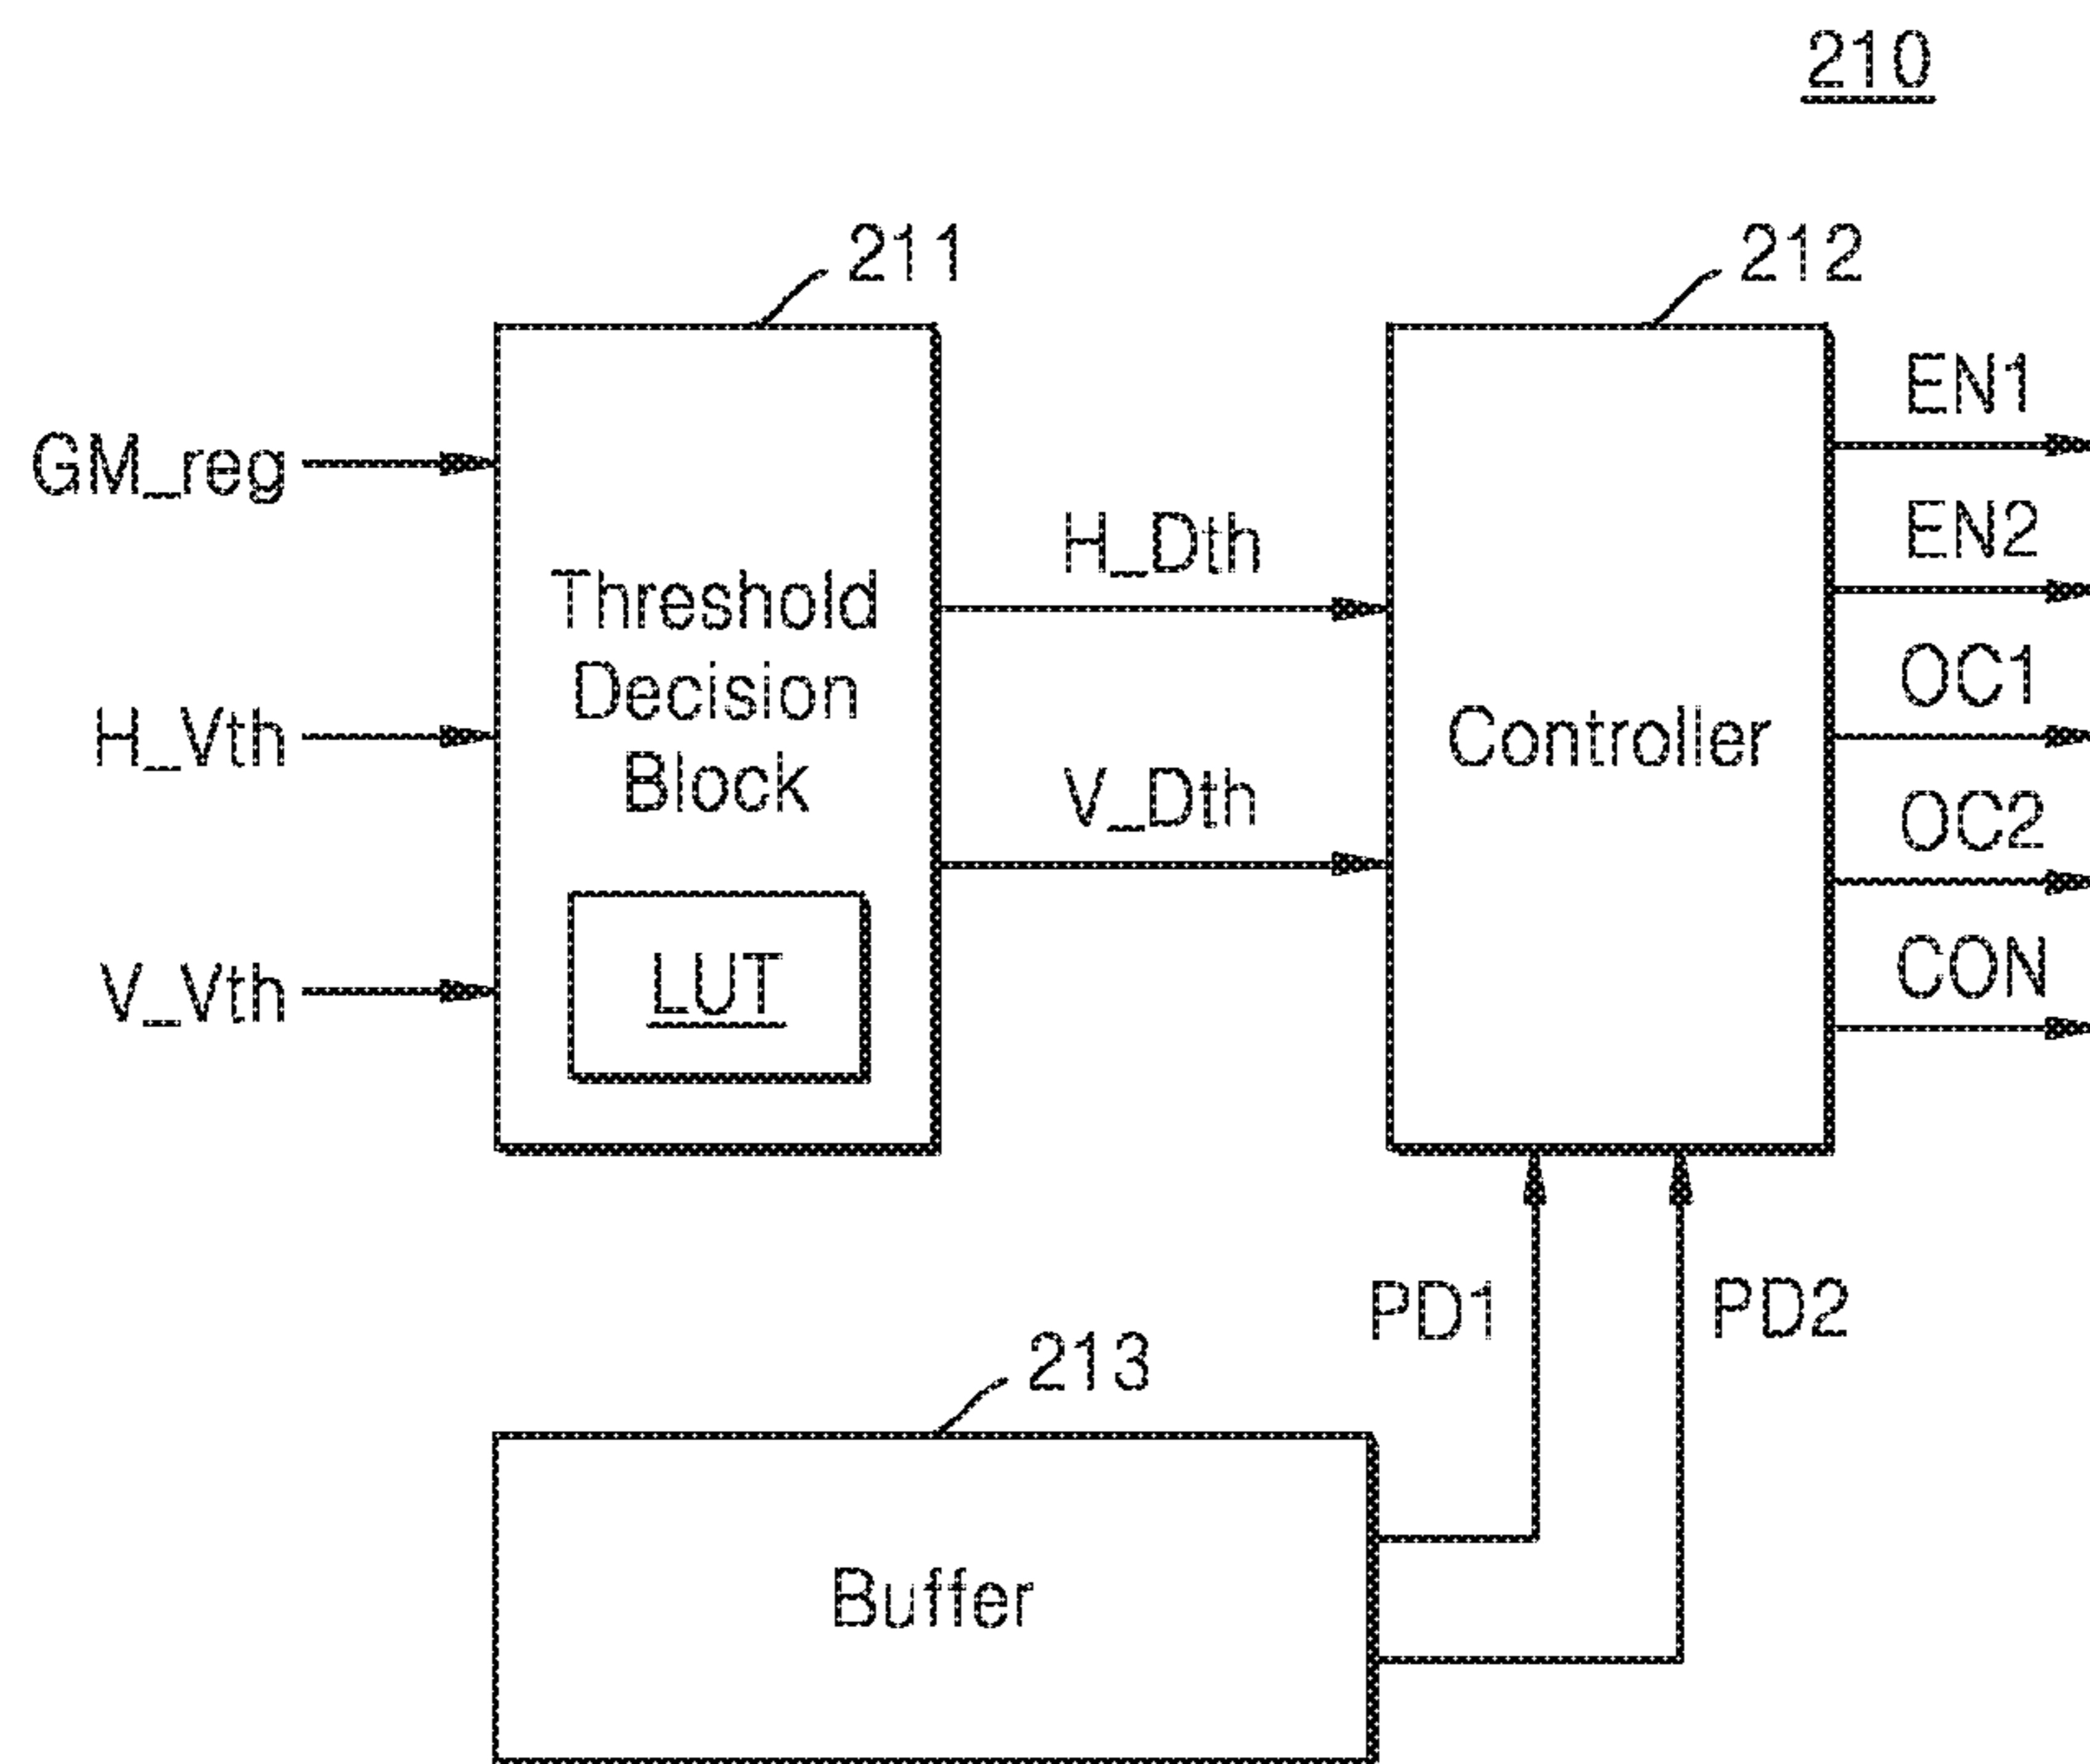 210
211
212
GM_reg
H_Vth
V_Vth
Threshold
Decision
Block
LUT
H_Dth
V_Dth
Controller
EN1
EN2
OC1
OC2
CON
PD1
PD2
213
Buffer